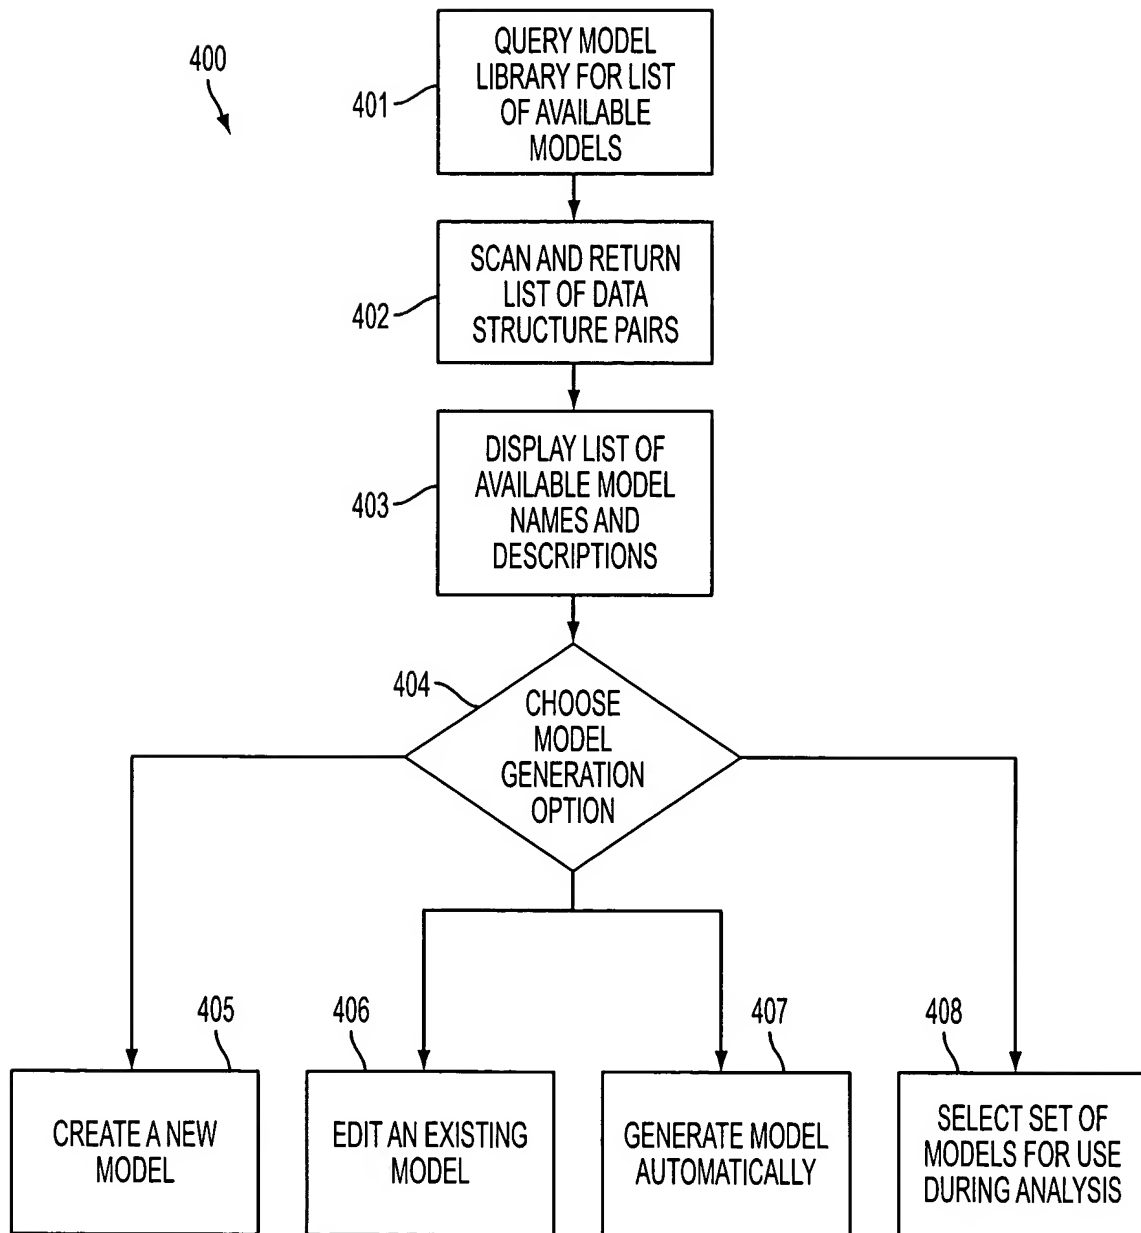 400
401
QUERY MODEL
LIBRARY FOR LIST
OF AVAILABLE
MODELS
402
SCAN AND RETURN
LIST OF DATA
STRUCTURE PAIRS
403
DISPLAY LIST OF
AVAILABLE MODEL
NAMES AND
DESCRIPTIONS
404
CHOOSE
MODEL
GENERATION
OPTION
405
CREATE A NEW
MODEL
406
EDIT AN EXISTING
MODEL
407
GENERATE MODEL
AUTOMATICALLY
408
SELECT SET OF
MODELS FOR USE
DURING ANALYSIS